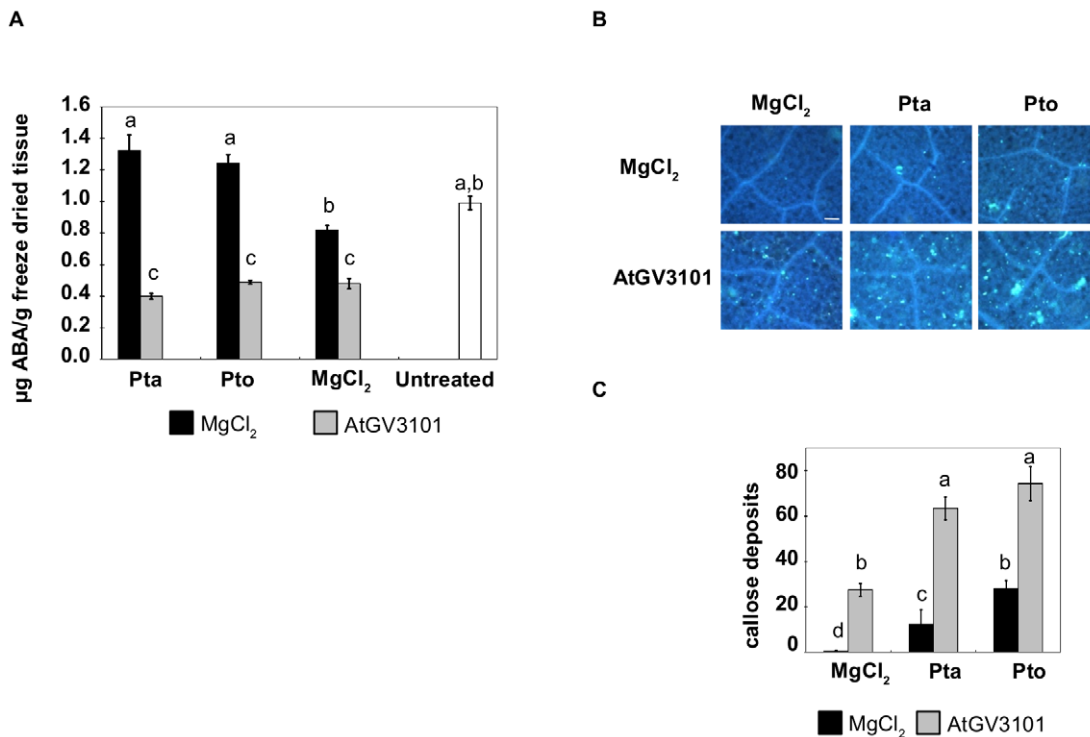 A
µg ABA/g freeze dried tissue
1.6
1.4
1.2
1.0
0.8
0.6
0.4
0.2
0.0
a
c
a
c
b
c
a,b
Pta Pto MgCl₂ Untreated
MgCl₂ AtGV3101
B
MgCl₂ Pta Pto
MgCl₂
AtGV3101
C
callose deposits
80
60
40
20
0
d
b
c
a
b
a
MgCl₂ Pta Pto
MgCl₂ AtGV3101